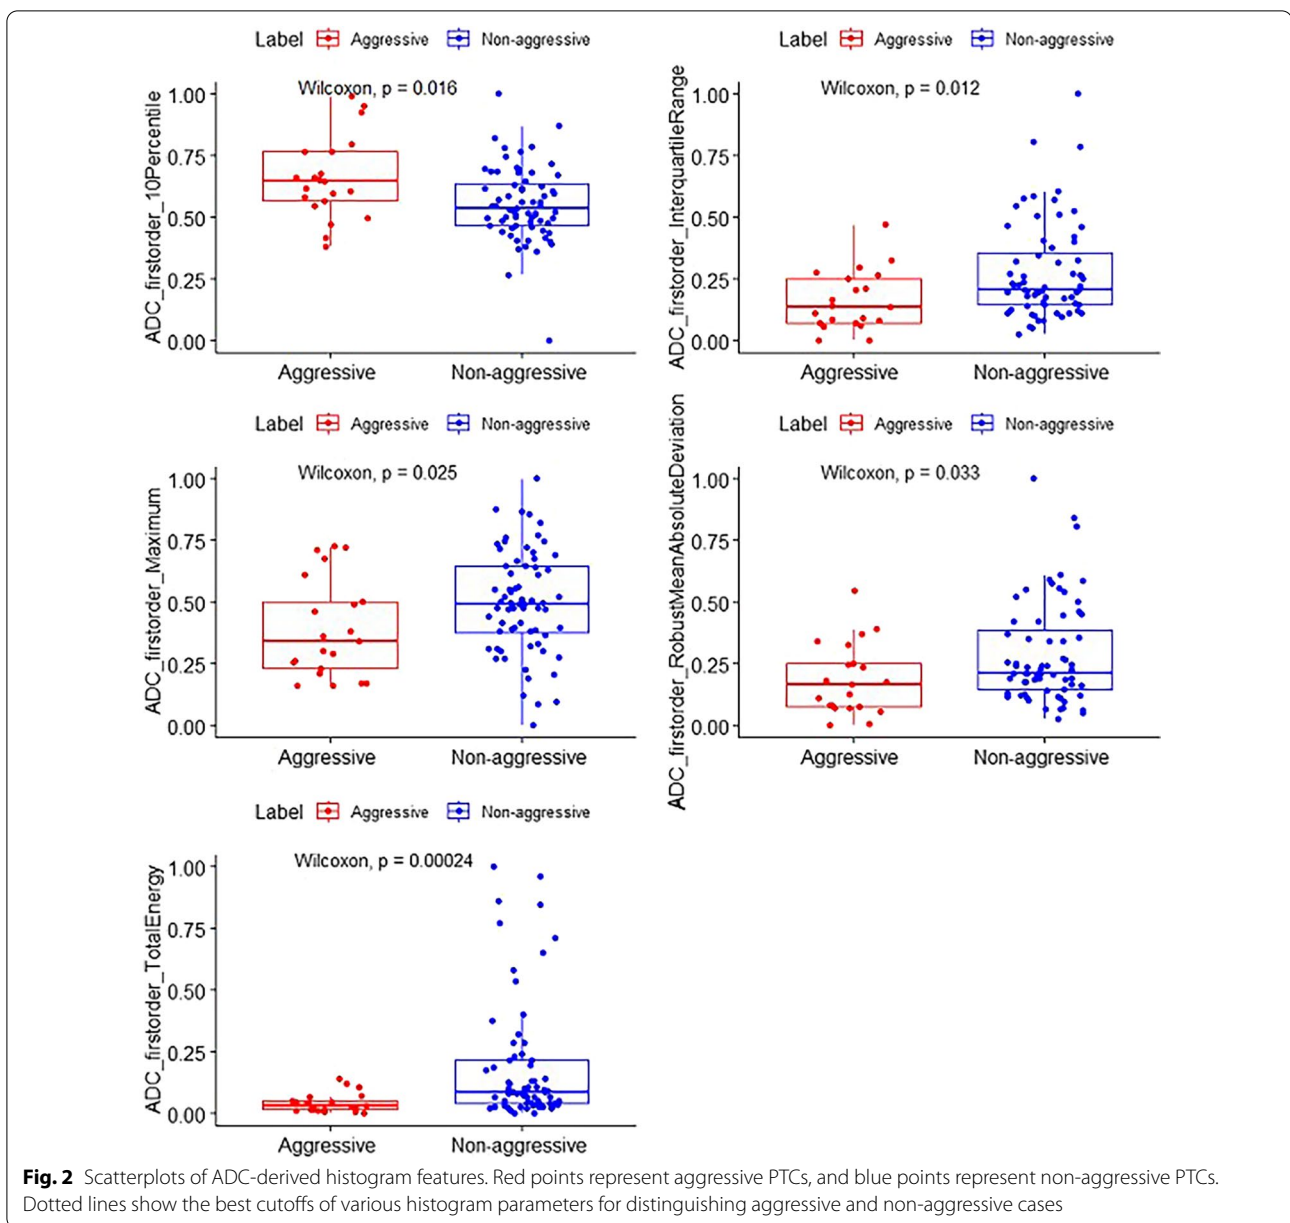 Label Aggressive Non-aggressive
Wilcoxon, p = 0.016
ADC_firstorder_10Percentile
1.00
0.75
0.50
0.25
0.00
Aggressive Non-aggressive
Label Aggressive Non-aggressive
Wilcoxon, p = 0.012
ADC_firstorder_InterquartileRange
1.00
0.75
0.50
0.25
0.00
Aggressive Non-aggressive
Label Aggressive Non-aggressive
Wilcoxon, p = 0.025
ADC_firstorder_Maximum
1.00
0.75
0.50
0.25
0.00
Aggressive Non-aggressive
Label Aggressive Non-aggressive
Wilcoxon, p = 0.033
ADC_firstorder_RobustMeanAbsoluteDeviation
1.00
0.75
0.50
0.25
0.00
Aggressive Non-aggressive
Label Aggressive Non-aggressive
Wilcoxon, p = 0.00024
ADC_firstorder_TotalEnergy
1.00
0.75
0.50
0.25
0.00
Aggressive Non-aggressive
Fig. 2 Scatterplots of ADC-derived histogram features. Red points represent aggressive PTCs, and blue points represent non-aggressive PTCs.
Dotted lines show the best cutoffs of various histogram parameters for distinguishing aggressive and non-aggressive cases